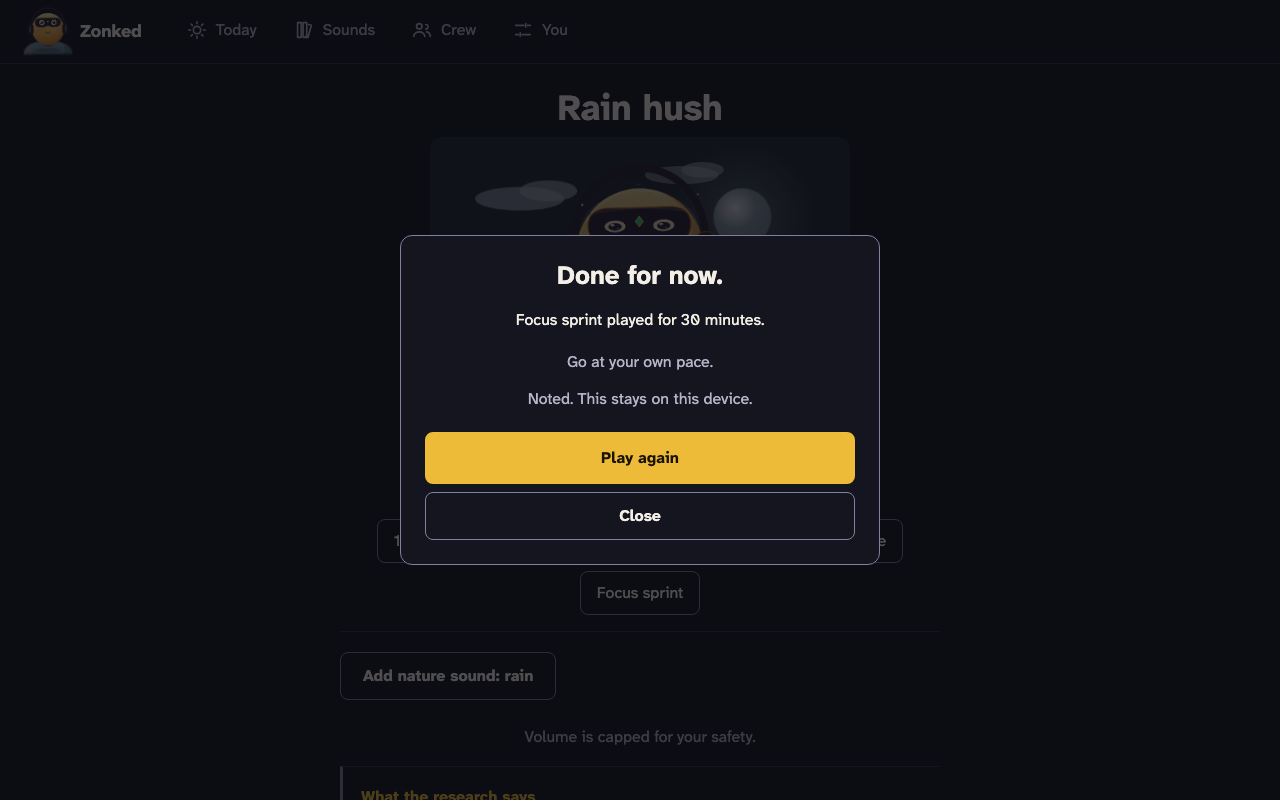 Zonked
Today
Sounds
Crew
You
Rain hush
Done for now.
Focus sprint played for 30 minutes.
Go at your own pace.
Noted. This stays on this device.
Play again
Close
Focus sprint
Add nature sound: rain
Volume is capped for your safety.
What the research says